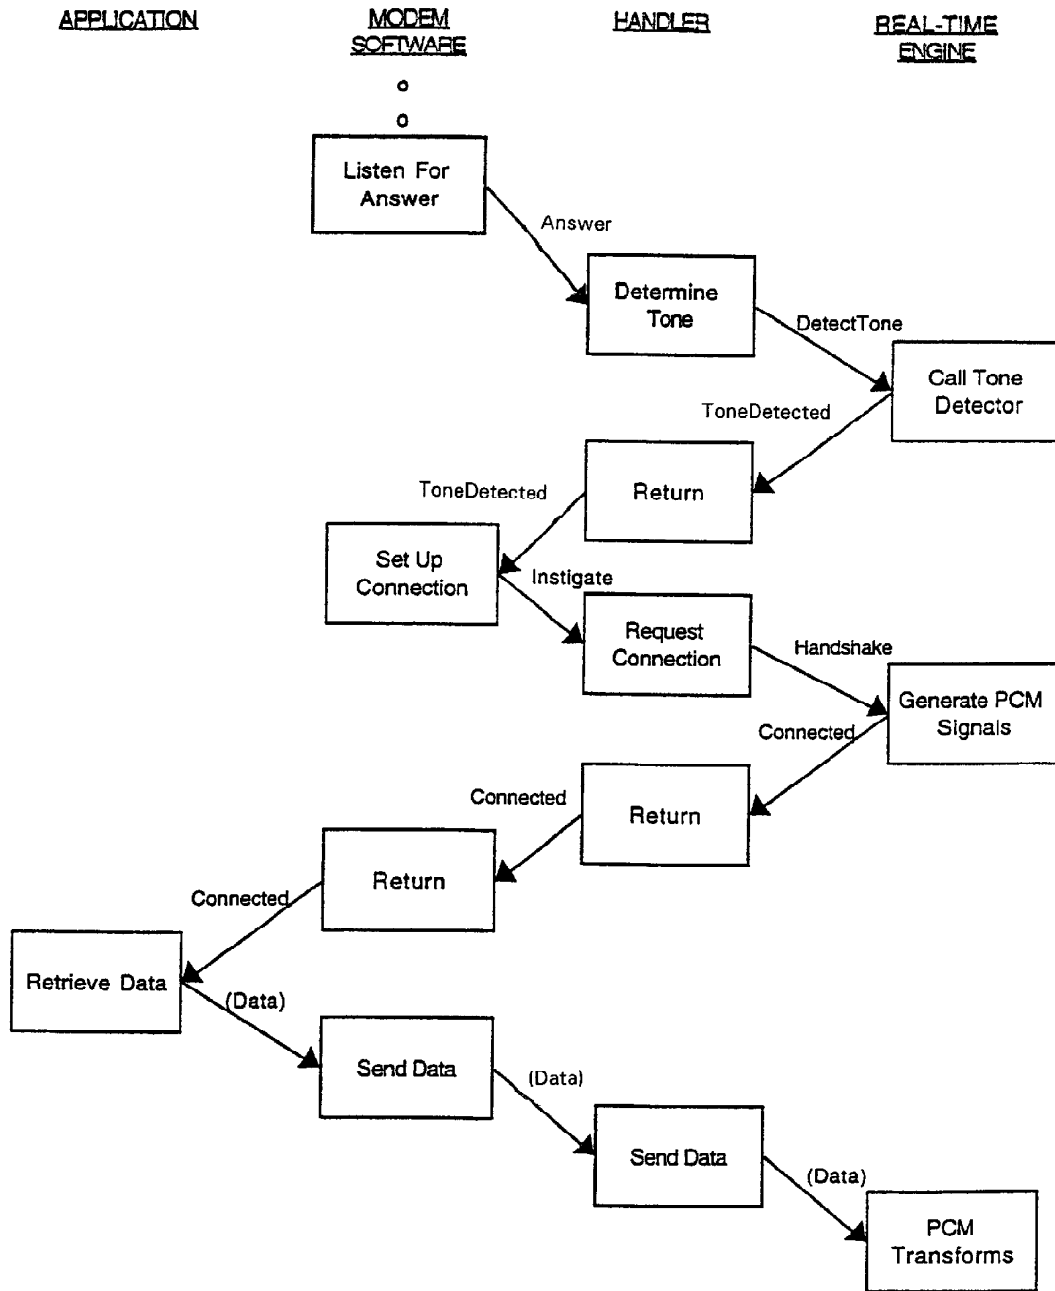 APPLICATION
MODEM
SOFTWARE
HANDLER
REAL-TIME
ENGINE
Listen For
Answer
Answer
Determine
Tone
DetectTone
Call Tone
Detector
ToneDetected
Return
ToneDetected
Set Up
Connection
Instigate
Request
Connection
Handshake
Generate PCM
Signals
Connected
Return
Connected
Return
Connected
Retrieve Data
(Data)
Send Data
(Data)
Send Data
(Data)
PCM
Transforms